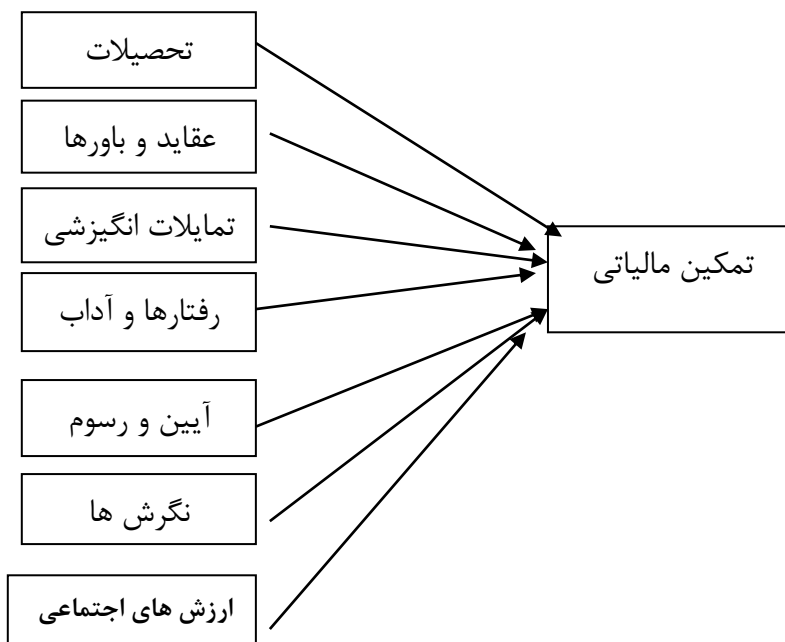 تحصیلات
عقاید و باورها
تمایلات انگیزشی
تمکین مالیاتی
رفتارها و آداب
آیین و رسوم
نگرش ها
ارزش های اجتماعی